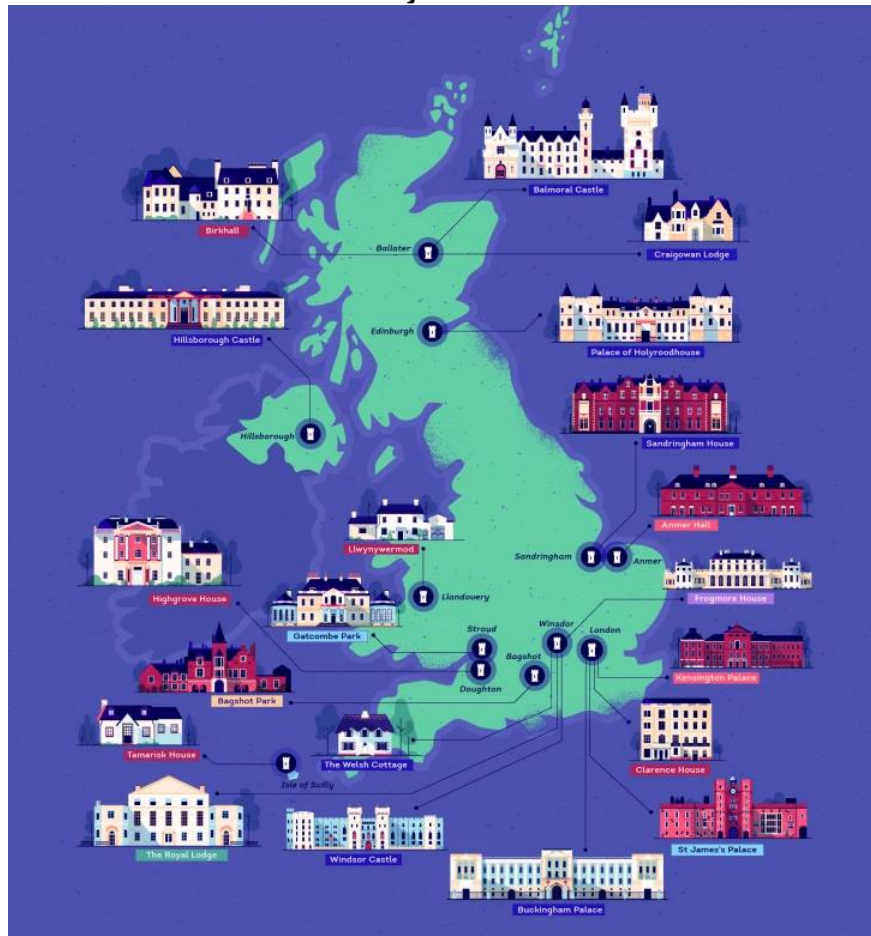 Balmoral Castle
Birkhall
Ballater
Craigowan Lodge
Hillsborough Castle
Edinburgh
Palace of Holyroodhouse
Hillsborough
Sandringham House
Anmer Hall
Llwynywermod
Sandringham
Anmer
Highgrove House
Llandovery
Frogmore House
Gatcombe Park
Stroud
Windsor
London
Bagshot
Kensington Palace
Doughton
Bagshot Park
Tamarisk House
The Welsh Cottage
Clarence House
Isle of Scilly
The Royal Lodge
Windsor Castle
St James's Palace
Buckingham Palace